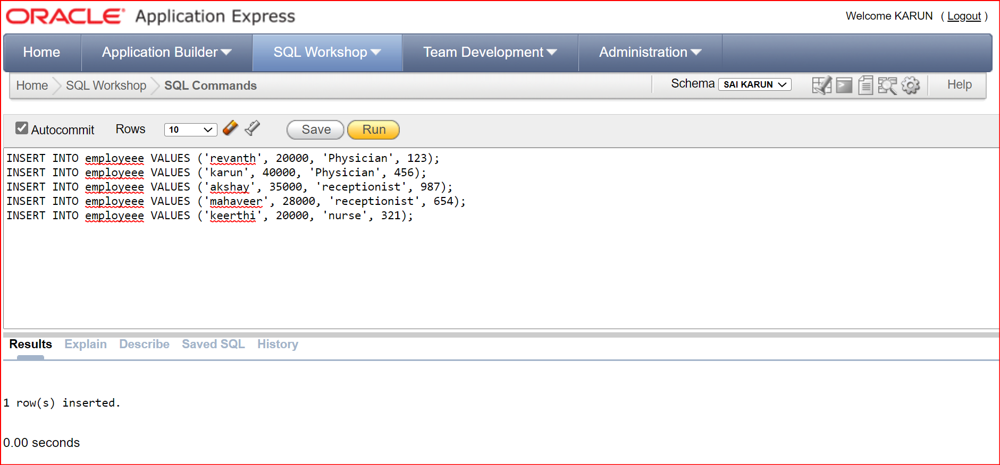 ORACLE® Application Express
Welcome KARUN ( Logout )
Home Application Builder SQL Workshop Team Development Administration
Home SQL Workshop SQL Commands Schema SAI KARUN Help
Autocommit Rows 10 Save Run
INSERT INTO employeee VALUES ('revanth', 20000, 'Physician', 123);
INSERT INTO employeee VALUES ('karun', 40000, 'Physician', 456);
INSERT INTO employeee VALUES ('akshay', 35000, 'receptionist', 987);
INSERT INTO employeee VALUES ('mahaveer', 28000, 'receptionist', 654);
INSERT INTO employeee VALUES ('keerthi', 20000, 'nurse', 321);
Results Explain Describe Saved SQL History
1 row(s) inserted.
0.00 seconds